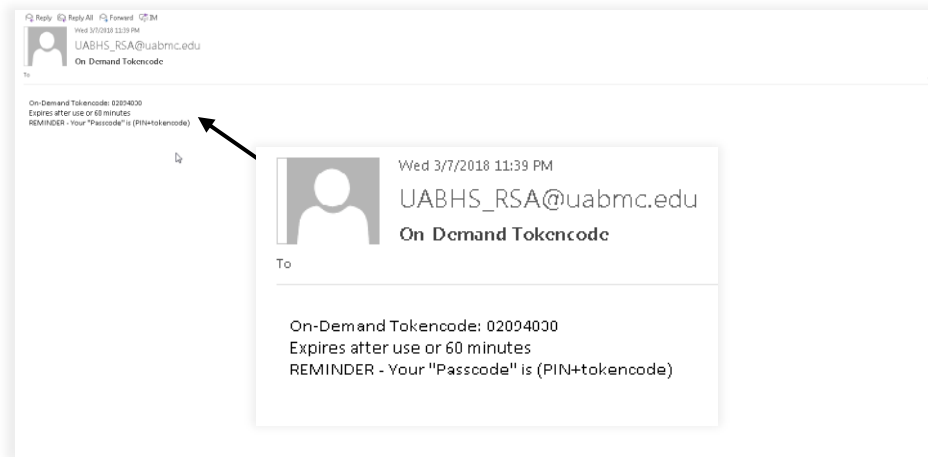 Reply Reply All Forward IM
Wed 3/7/2018 11:39 PM
UABHS_RSA@uabmc.edu
On Demand Tokencode
To
On-Demand Tokencode: 02094000
Expires after use or 60 minutes
REMINDER - Your "Passcode" is (PIN+tokencode)
Wed 3/7/2018 11:39 PM
UABHS_RSA@uabmc.edu
On Demand Tokencode
To
On-Demand Tokencode: 02094000
Expires after use or 60 minutes
REMINDER - Your "Passcode" is (PIN+tokencode)